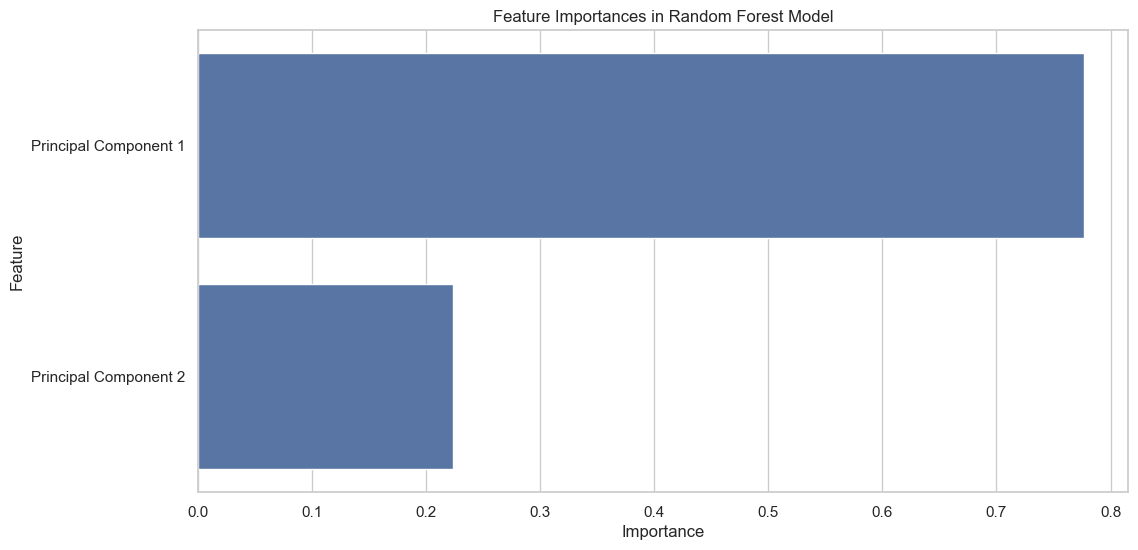 Feature Importances in Random Forest Model
Principal Component 1
Feature
Principal Component 2
0.0 0.1 0.2 0.3 0.4 0.5 0.6 0.7 0.8
Importance